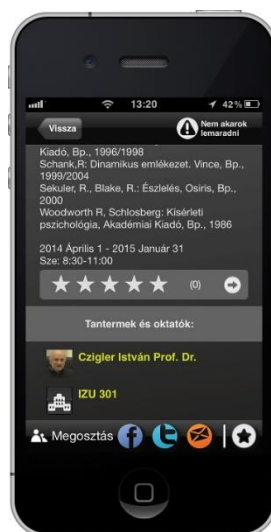 13:20
42%
Vissza
Nem akarok
lemaradni
Kiadó, Bp., 1996/1998
Schank,R: Dinamikus emlékezet. Vince, Bp.,
1999/2004
Sekuler, R., Blake, R.: Észlelés, Osiris, Bp.,
2000
Woodworth R, Schlosberg: Kísérleti
pszichológia, Akadémiai Kiadó, Bp., 1986
2014 Április 1 - 2015 Január 31
Sze: 8:30-11:00
(0)
Tantermek és oktatók:
Czigler István Prof. Dr.
IZU 301
Megosztás